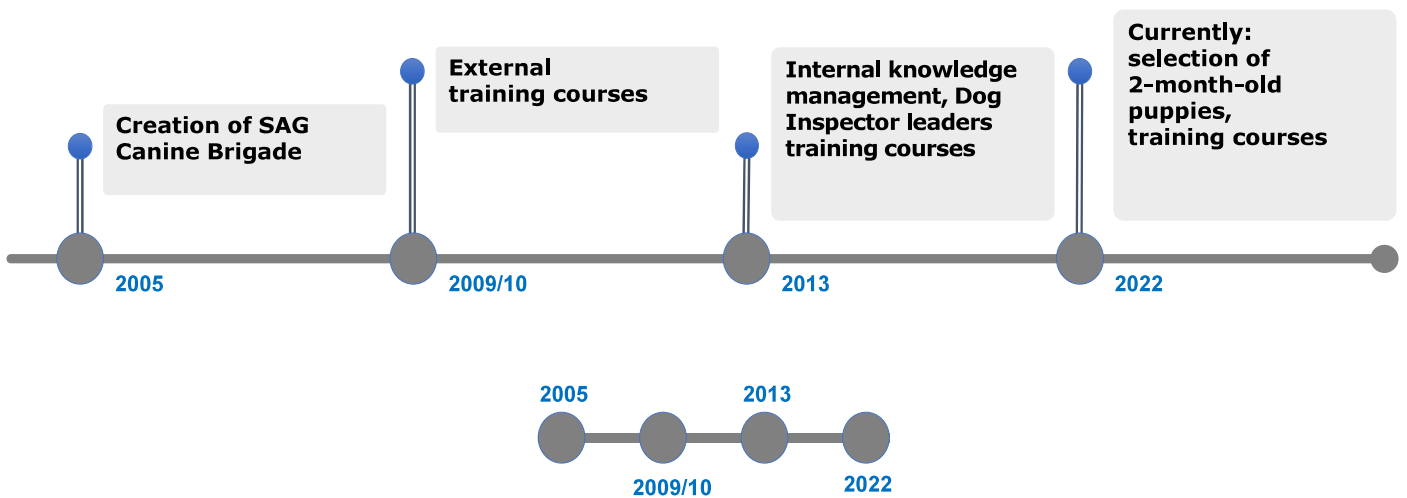 Creation of SAG
Canine Brigade
2005
External
training courses
2009/10
Internal knowledge
management, Dog
Inspector leaders
training courses
2013
Currently:
selection of
2-month-old
puppies,
training courses
2022
2005
2009/10
2013
2022